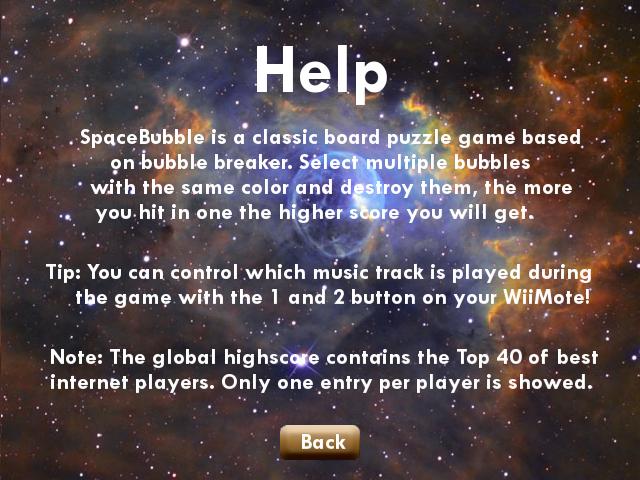 Help
SpaceBubble is a classic board puzzle game based
on bubble breaker. Select multiple bubbles
with the same color and destroy them, the more
you hit in one the higher score you will get.
Tip: You can control which music track is played during
the game with the 1 and 2 button on your WiiMote!
Note: The global highscore contains the Top 40 of best
internet players. Only one entry per player is showed.
Back